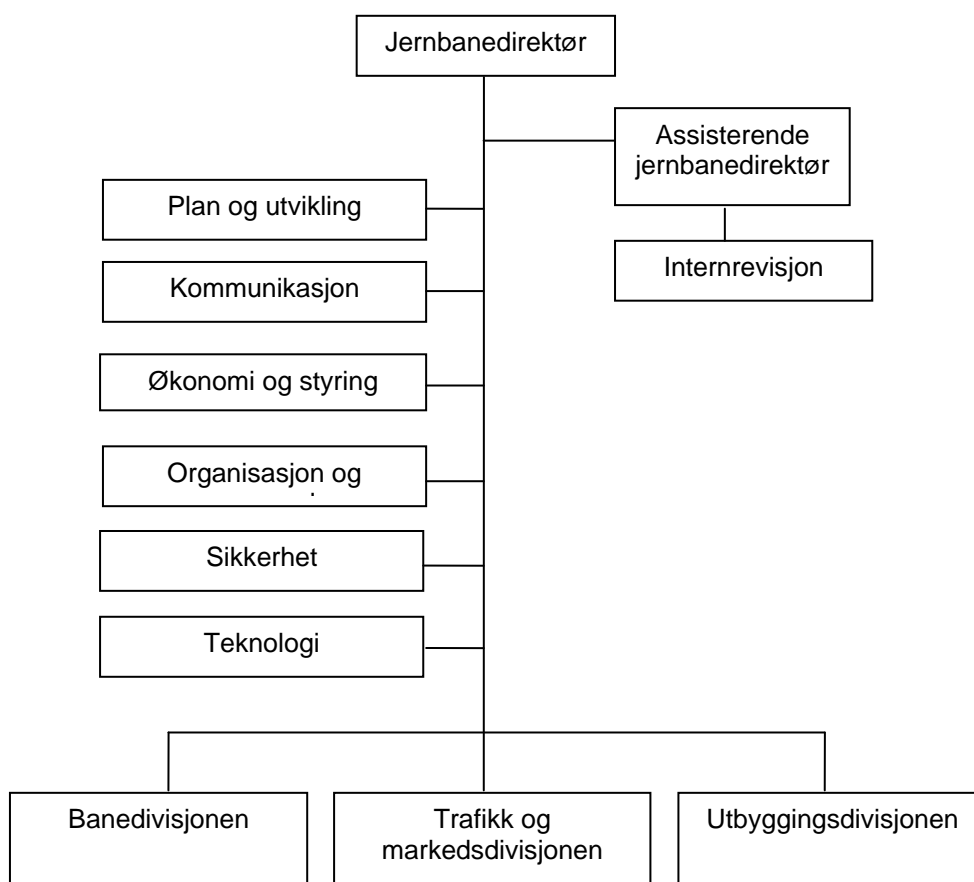 Jernbanedirektør
Assisterende
jernbanedirektør
Plan og utvikling
Internrevisjon
Kommunikasjon
Økonomi og styring
Organisasjon og
Sikkerhet
Teknologi
Banedivisjonen
Trafikk og
markedsdivisjonen
Utbyggingsdivisjonen